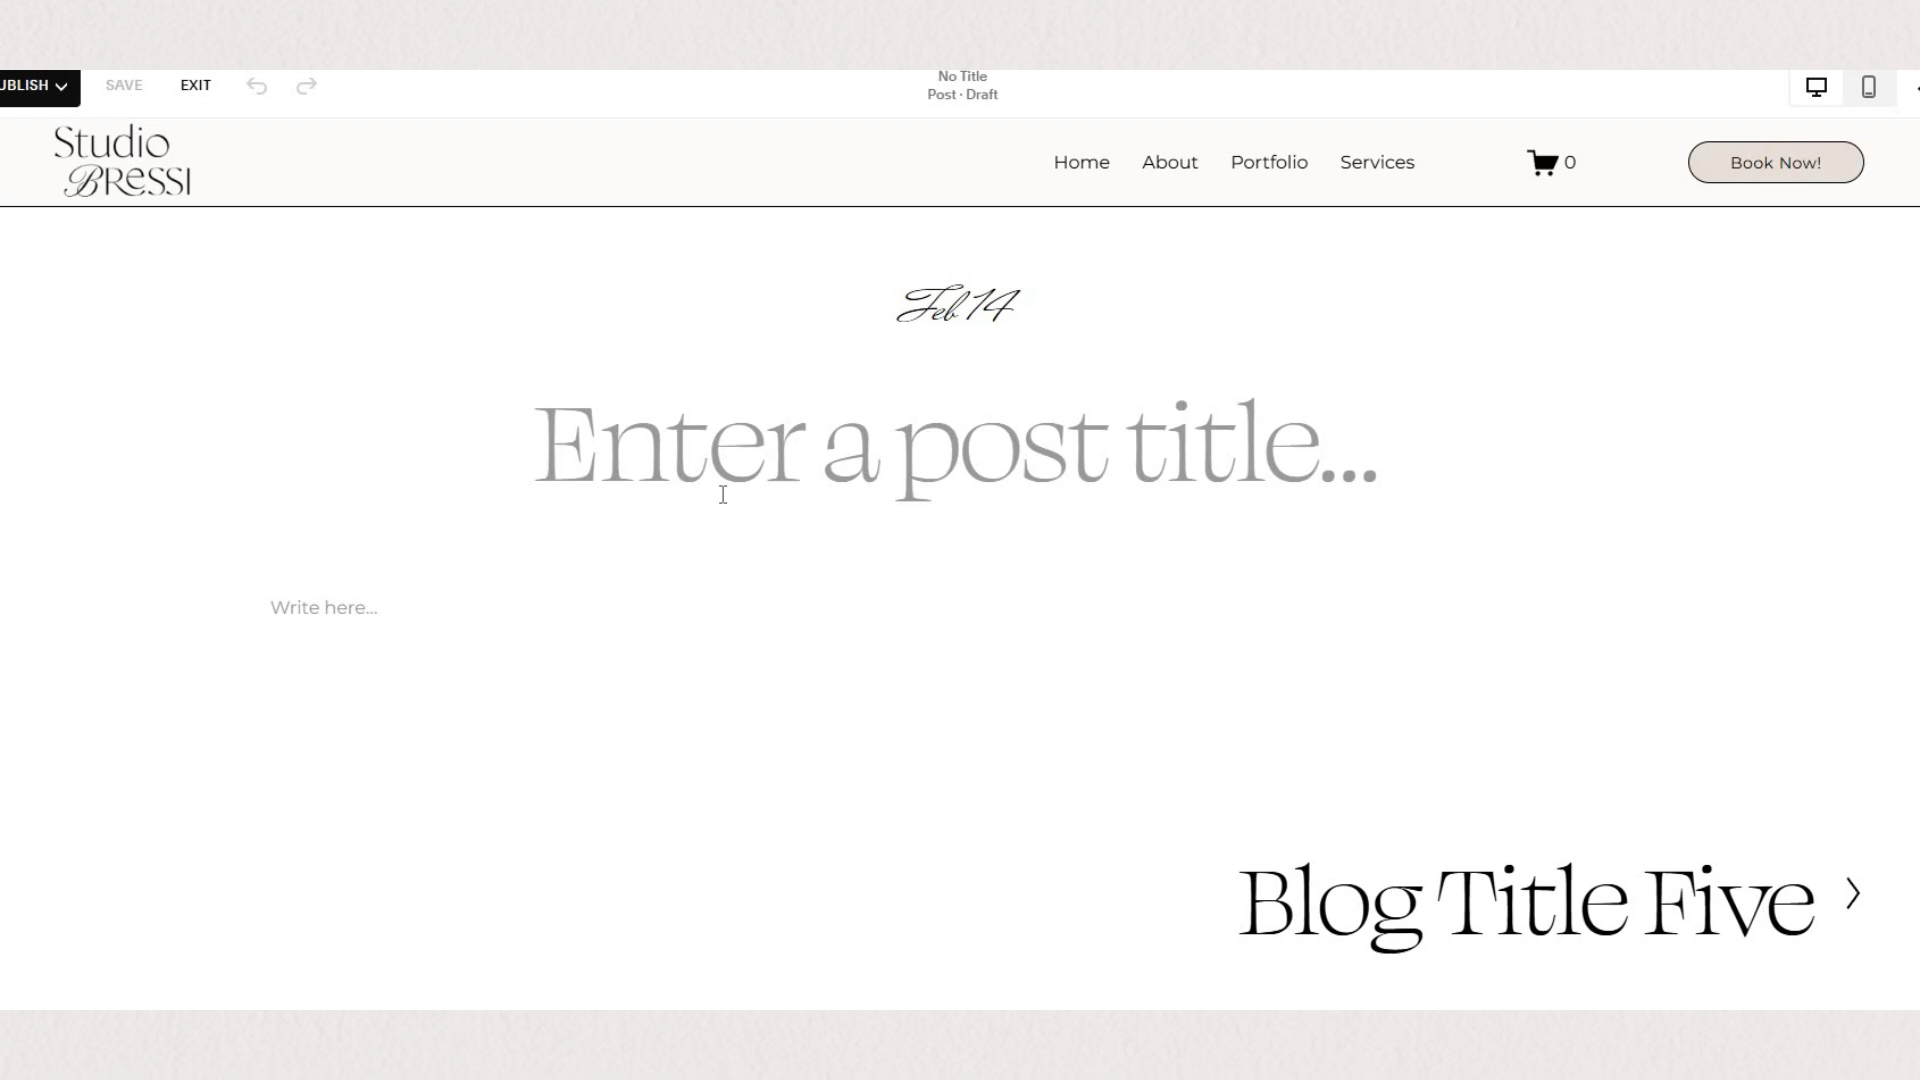 UBLISH SAVE EXIT
No Title
Post · Draft
Studio
BRESSI
Home About Portfolio Services 0 Book Now!
Feb 14
Enter a post title...
Write here...
Blog Title Five